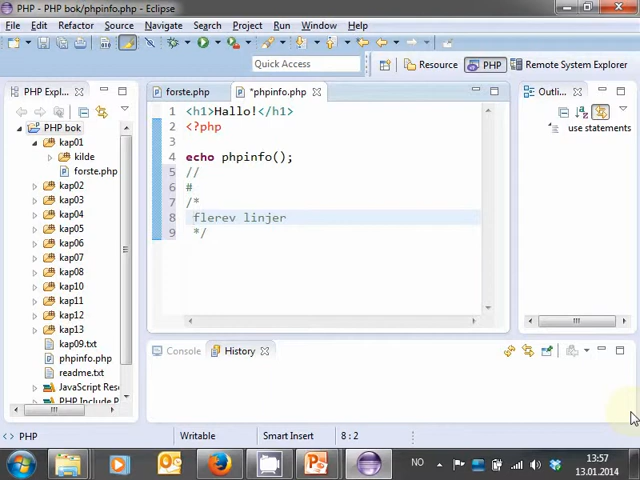 PHP - PHP bok/phpinfo.php - Eclipse
File Edit Refactor Source Navigate Search Project Run Window Help
Quick Access Resource PHP Remote System Explorer
PHP Expl... forste.php *phpinfo.php Outli...
PHP bok
kap01
kilde
forste.php
kap02
kap03
kap04
kap05
kap06
kap07
kap08
kap10
kap11
kap12
kap13
kap09.txt
phpinfo.php
readme.txt
JavaScript Res
1 <h1>Hallo!</h1>
2 <?php
3
4 echo phpinfo();
5 //
6 #
7 /*
8 flerev linjer
9 */
use statements
Console History
PHP Writable Smart Insert 8 : 2
NO 13:57
13.01.2014